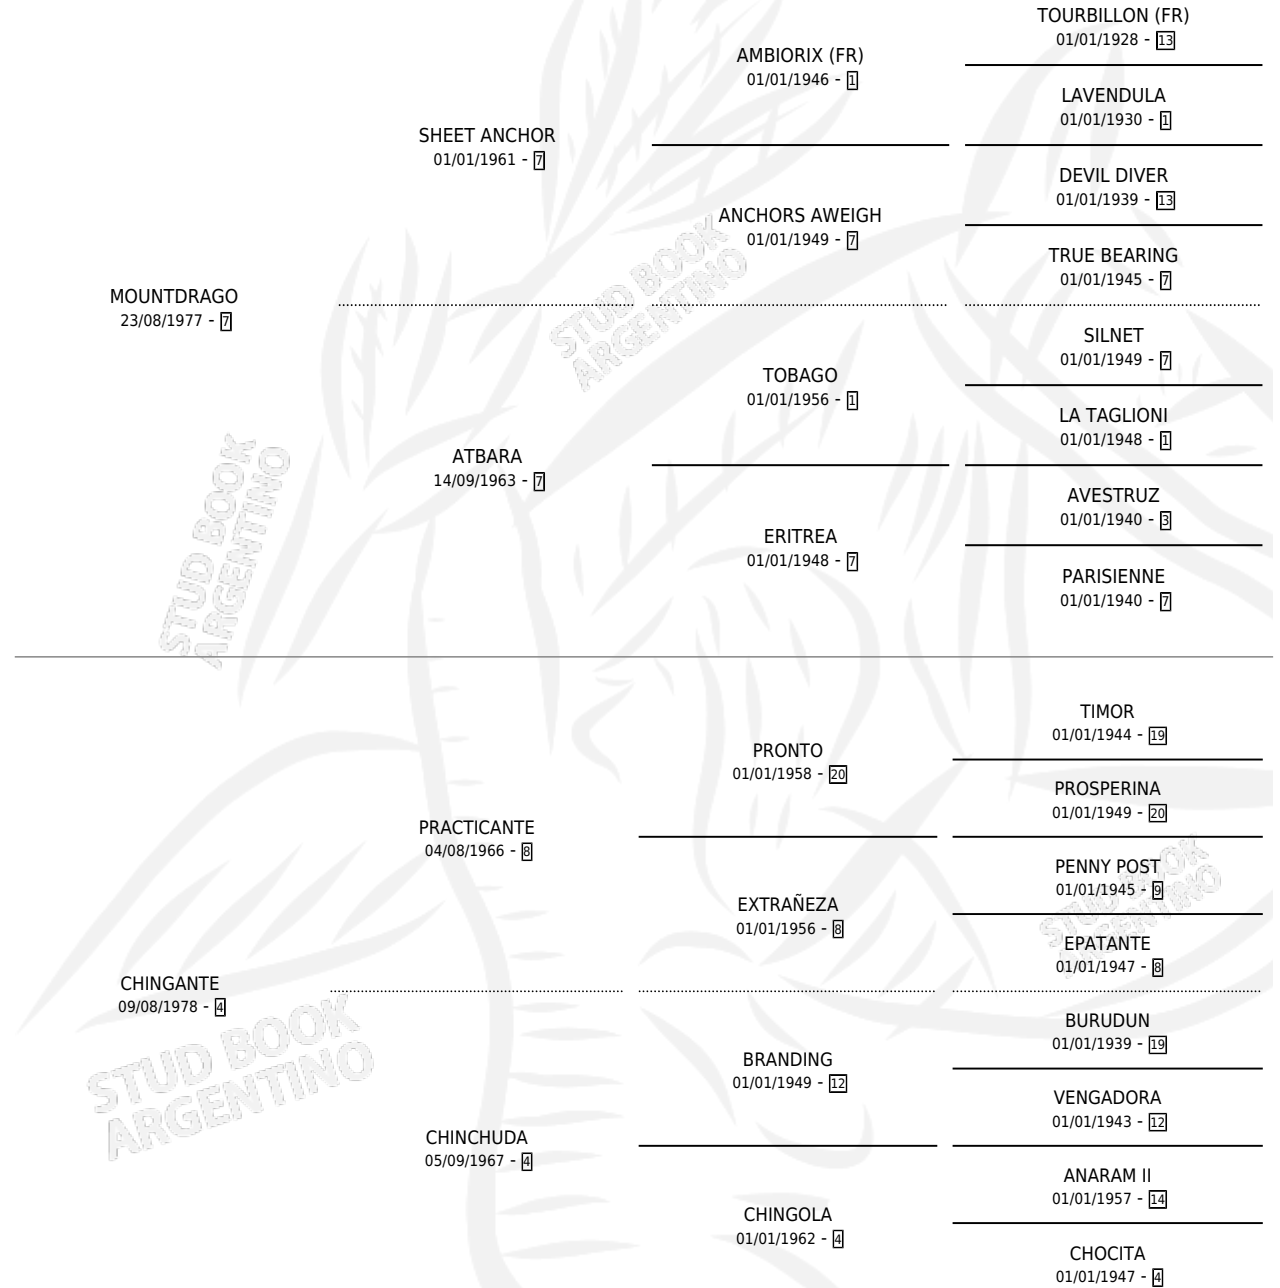 TOURBILLON (FR)
01/01/1928 - 13
AMBIORIX (FR)
01/01/1946 - 1
LAVENDULA
01/01/1930 - 1
SHEET ANCHOR
01/01/1961 - 7
DEVIL DIVER
01/01/1939 - 13
ANCHORS AWEIGH
01/01/1949 - 7
TRUE BEARING
01/01/1945 - 7
MOUNTDRAGO
23/08/1977 - 7
STUD BOOK
ARGENTINO
SILNET
01/01/1949 - 7
TOBAGO
01/01/1956 - 1
LA TAGLIONI
01/01/1948 - 1
ATBARA
14/09/1963 - 7
AVESTRUZ
01/01/1940 - 3
ERITREA
01/01/1948 - 7
PARISIENNE
01/01/1940 - 7
STUD BOOK
ARGENTINO
TIMOR
01/01/1944 - 19
PRONTO
01/01/1958 - 20
PROSPERINA
01/01/1949 - 20
PRACTICANTE
04/08/1966 - 8
PENNY POST
01/01/1945 - 9
EXTRAÑEZA
01/01/1956 - 8
EPATANTE
01/01/1947 - 8
STUD BOOK
ARGENTINO
CHINGANTE
09/08/1978 - 4
BURUDUN
01/01/1939 - 19
BRANDING
01/01/1949 - 12
VENGADORA
01/01/1943 - 12
STUD BOOK
ARGENTINO
CHINCHUDA
05/09/1967 - 4
ANARAM II
01/01/1957 - 14
CHINGOLA
01/01/1962 - 4
CHOCITA
01/01/1947 - 4